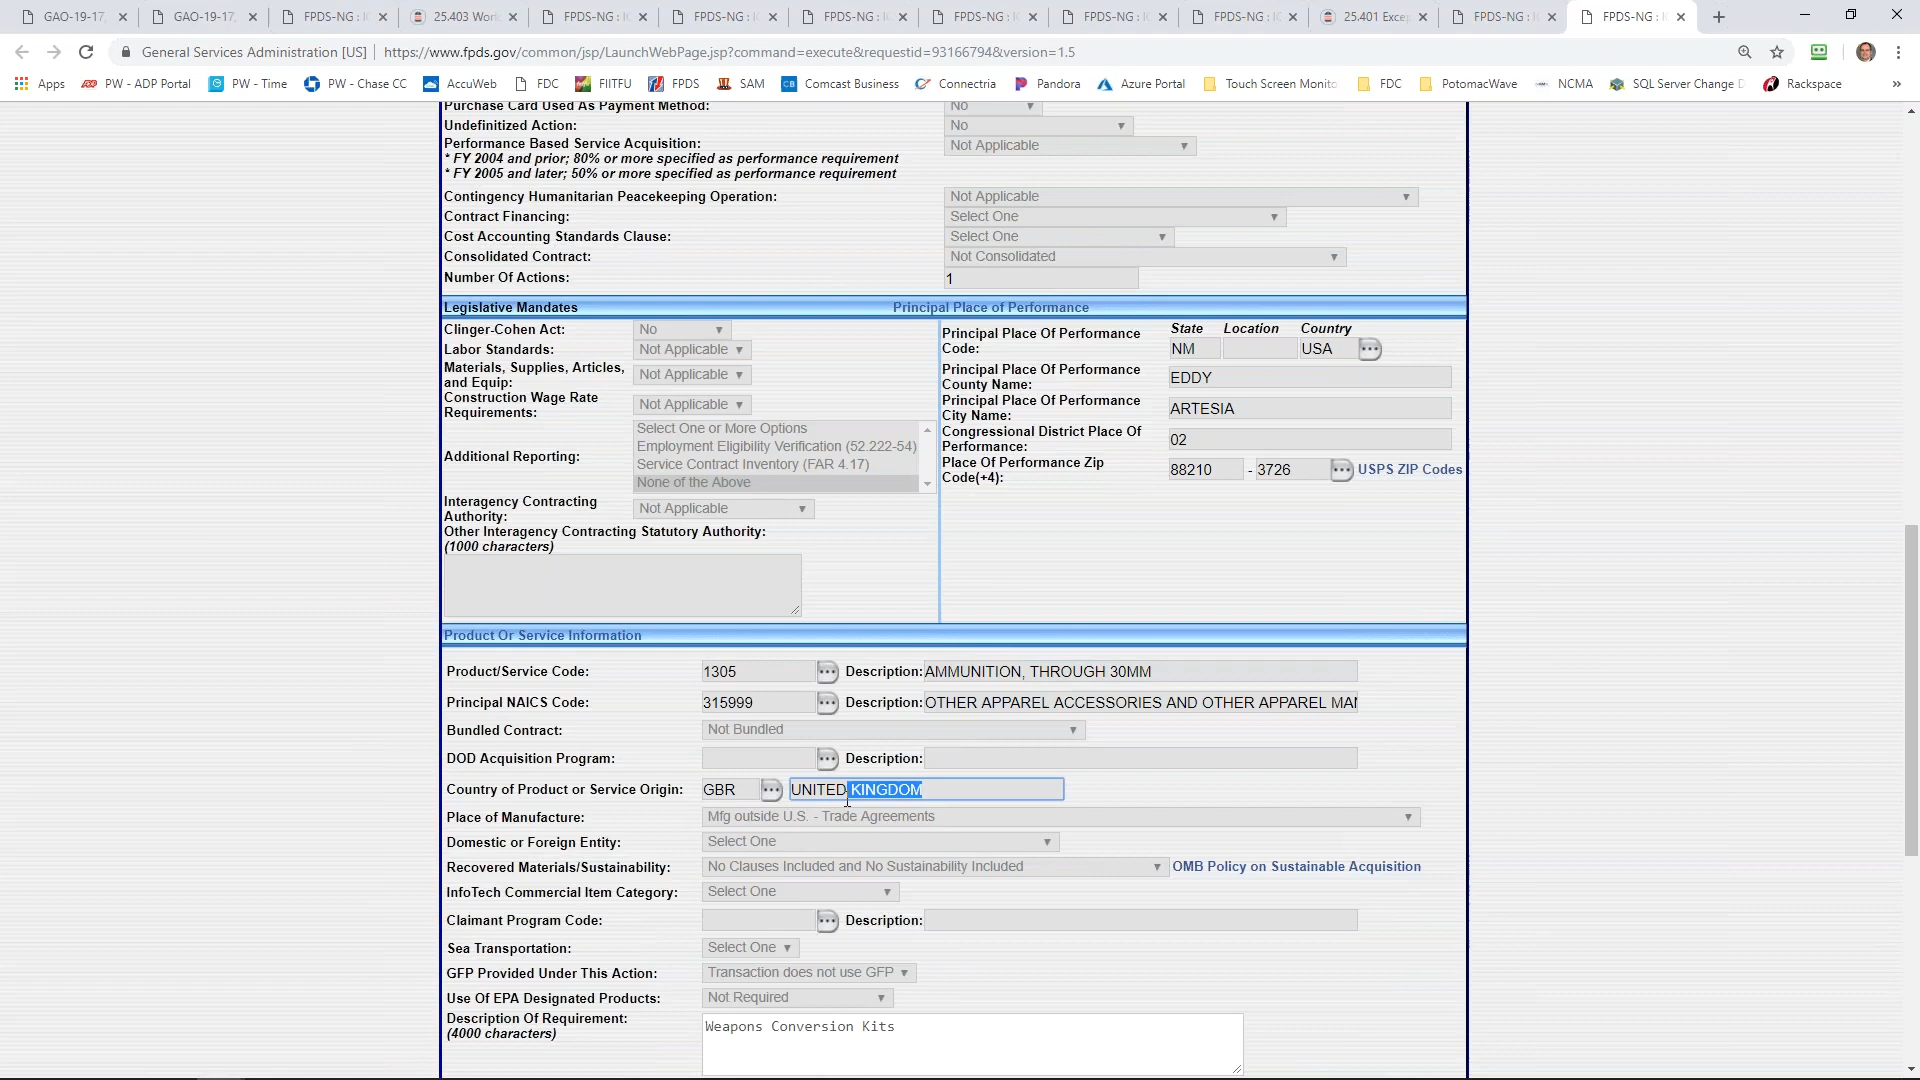 GAO-19-17
GAO-19-17
FPDS-NG : I
25.403 Wor
FPDS-NG : I
FPDS-NG : I
FPDS-NG : I
FPDS-NG : I
FPDS-NG : I
FPDS-NG : I
25.401 Exce
FPDS-NG : I
FPDS-NG : I
General Services Administration [US] | https://www.fpds.gov/common/jsp/LaunchWebPage.jsp?command=execute&requestid=93166794&version=1.5
Apps PW - ADP Portal PW - Time PW - Chase CC AccuWeb FDC FIITFU FPDS SAM Comcast Business Connectria Pandora Azure Portal Touch Screen Monito FDC PotomacWave NCMA SQL Server Change D Rackspace »
Purchase Card Used As Payment Method: No
Undefinitized Action: No
Performance Based Service Acquisition: Not Applicable
* FY 2004 and prior; 80% or more specified as performance requirement
* FY 2005 and later; 50% or more specified as performance requirement
Contingency Humanitarian Peacekeeping Operation: Not Applicable
Contract Financing: Select One
Cost Accounting Standards Clause: Select One
Consolidated Contract: Not Consolidated
Number Of Actions: 1
Legislative Mandates
Clinger-Cohen Act: No
Labor Standards: Not Applicable
Materials, Supplies, Articles,
and Equip: Not Applicable
Construction Wage Rate
Requirements: Not Applicable
Additional Reporting:
Select One or More Options
Employment Eligibility Verification (52.222-54)
Service Contract Inventory (FAR 4.17)
None of the Above
Interagency Contracting
Authority: Not Applicable
Other Interagency Contracting Statutory Authority:
(1000 characters)
Principal Place of Performance
State Location Country
Principal Place Of Performance
Code: NM USA
Principal Place Of Performance
County Name: EDDY
Principal Place Of Performance
City Name: ARTESIA
Congressional District Place Of
Performance: 02
Place Of Performance Zip
Code(+4): 88210 - 3726 USPS ZIP Codes
Product Or Service Information
Product/Service Code: 1305 Description: AMMUNITION, THROUGH 30MM
Principal NAICS Code: 315999 Description: OTHER APPAREL ACCESSORIES AND OTHER APPAREL MAN
Bundled Contract: Not Bundled
DOD Acquisition Program: Description:
Country of Product or Service Origin: GBR UNITED KINGDOM
Place of Manufacture: Mfg outside U.S. - Trade Agreements
Domestic or Foreign Entity: Select One
Recovered Materials/Sustainability: No Clauses Included and No Sustainability Included OMB Policy on Sustainable Acquisition
InfoTech Commercial Item Category: Select One
Claimant Program Code: Description:
Sea Transportation: Select One
GFP Provided Under This Action: Transaction does not use GFP
Use Of EPA Designated Products: Not Required
Description Of Requirement:
(4000 characters)
Weapons Conversion Kits